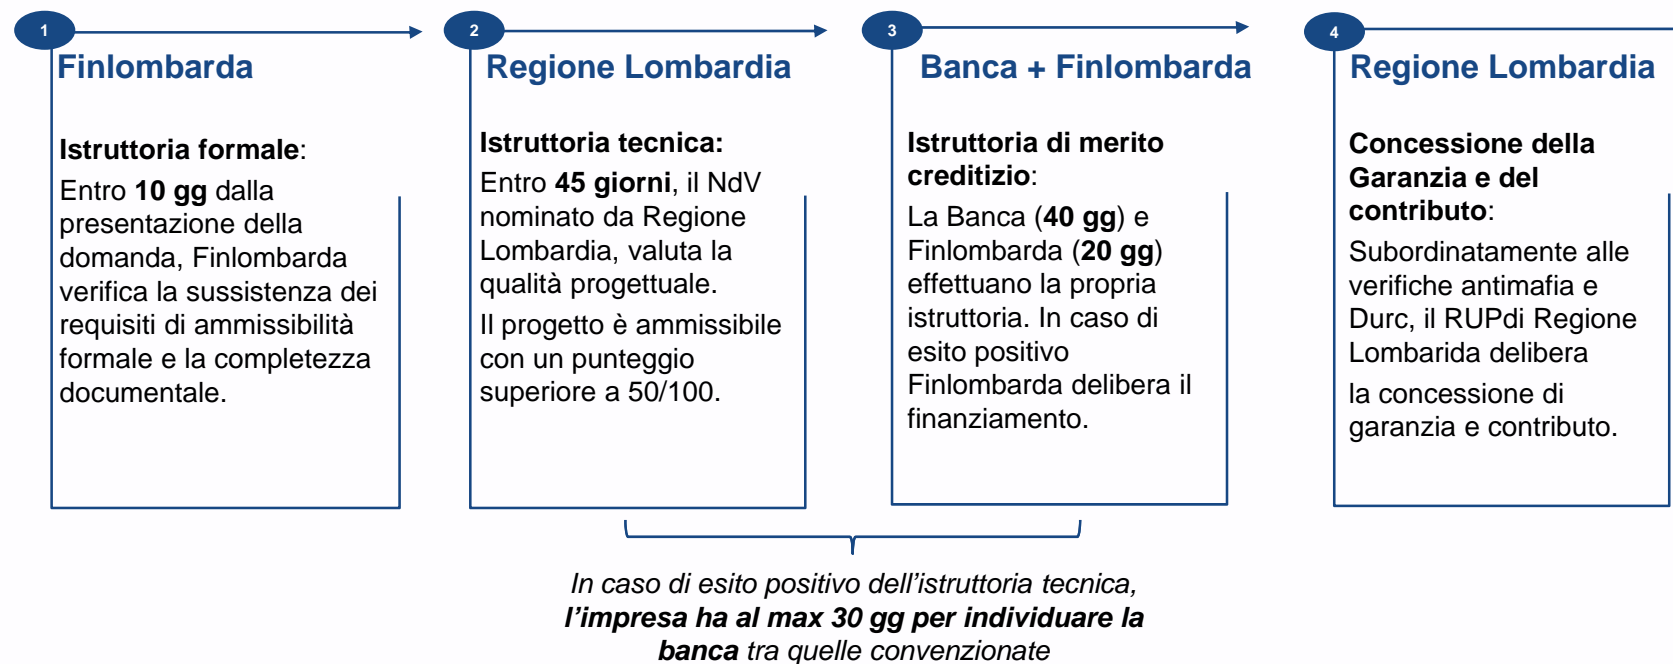 1
Finlombarda
Istruttoria formale:
Entro 10 gg dalla
presentazione della
domanda, Finlombarda
verifica la sussistenza dei
requisiti di ammissibilità
formale e la completezza
documentale.
2
Regione Lombardia
Istruttoria tecnica:
Entro 45 giorni, il NdV
nominato da Regione
Lombardia, valuta la
qualità progettuale.
Il progetto è ammissibile
con un punteggio
superiore a 50/100.
3
Banca + Finlombarda
Istruttoria di merito
creditizio:
La Banca (40 gg) e
Finlombarda (20 gg)
effettuano la propria
istruttoria. In caso di
esito positivo
Finlombarda delibera il
finanziamento.
4
Regione Lombardia
Concessione della
Garanzia e del
contributo:
Subordinatamente alle
verifiche antimafia e
Durc, il RUPdi Regione
Lombarida delibera
la concessione di
garanzia e contributo.
In caso di esito positivo dell'istruttoria tecnica,
l'impresa ha al max 30 gg per individuare la
banca tra quelle convenzionate